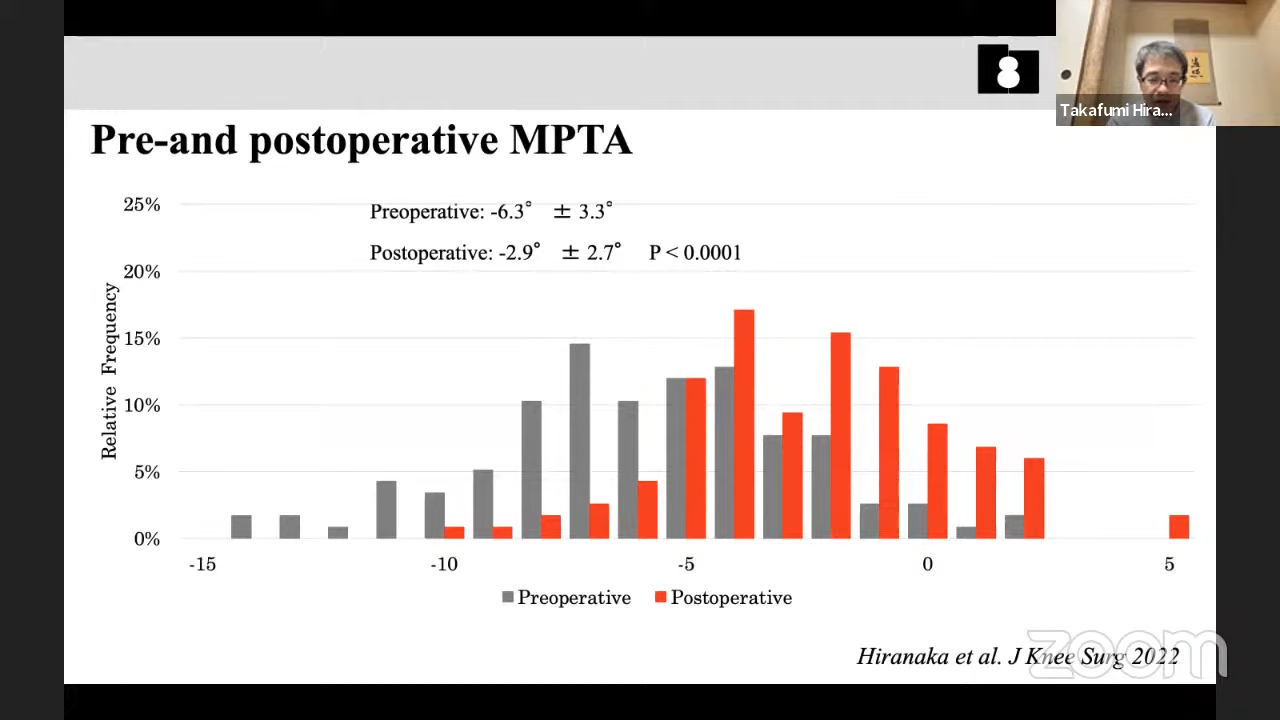 Takafumi Hira...
Pre-and postoperative MPTA
Preoperative: -6.3° ± 3.3°
Postoperative: -2.9° ± 2.7° P < 0.0001
Relative Frequency
25%
20%
15%
10%
5%
0%
-15 -10 -5 0 5
Preoperative Postoperative
Hiranaka et al. J Knee Surg 2022
zoom